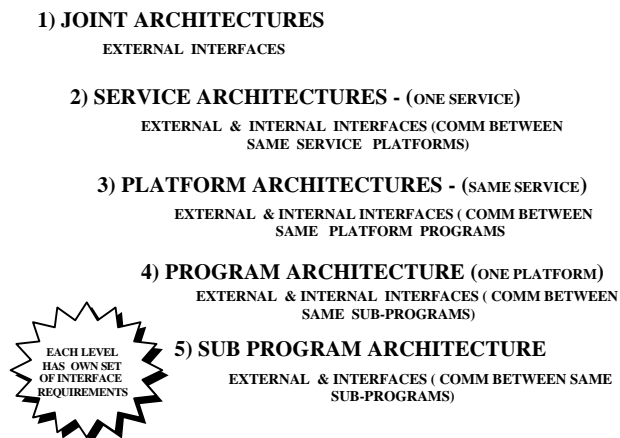 1) JOINT ARCHITECTURES
EXTERNAL INTERFACES
2) SERVICE ARCHITECTURES - (ONE SERVICE)
EXTERNAL & INTERNAL INTERFACES (COMM BETWEEN
SAME SERVICE PLATFORMS)
3) PLATFORM ARCHITECTURES - (SAME SERVICE)
EXTERNAL & INTERNAL INTERFACES ( COMM BETWEEN
SAME PLATFORM PROGRAMS
4) PROGRAM ARCHITECTURE (ONE PLATFORM)
EXTERNAL & INTERNAL INTERFACES ( COMM BETWEEN
SAME SUB-PROGRAMS)
5) SUB PROGRAM ARCHITECTURE
EXTERNAL & INTERFACES ( COMM BETWEEN SAME
SUB-PROGRAMS)
EACH LEVEL
HAS OWN SET
OF INTERFACE
REQUIREMENTS